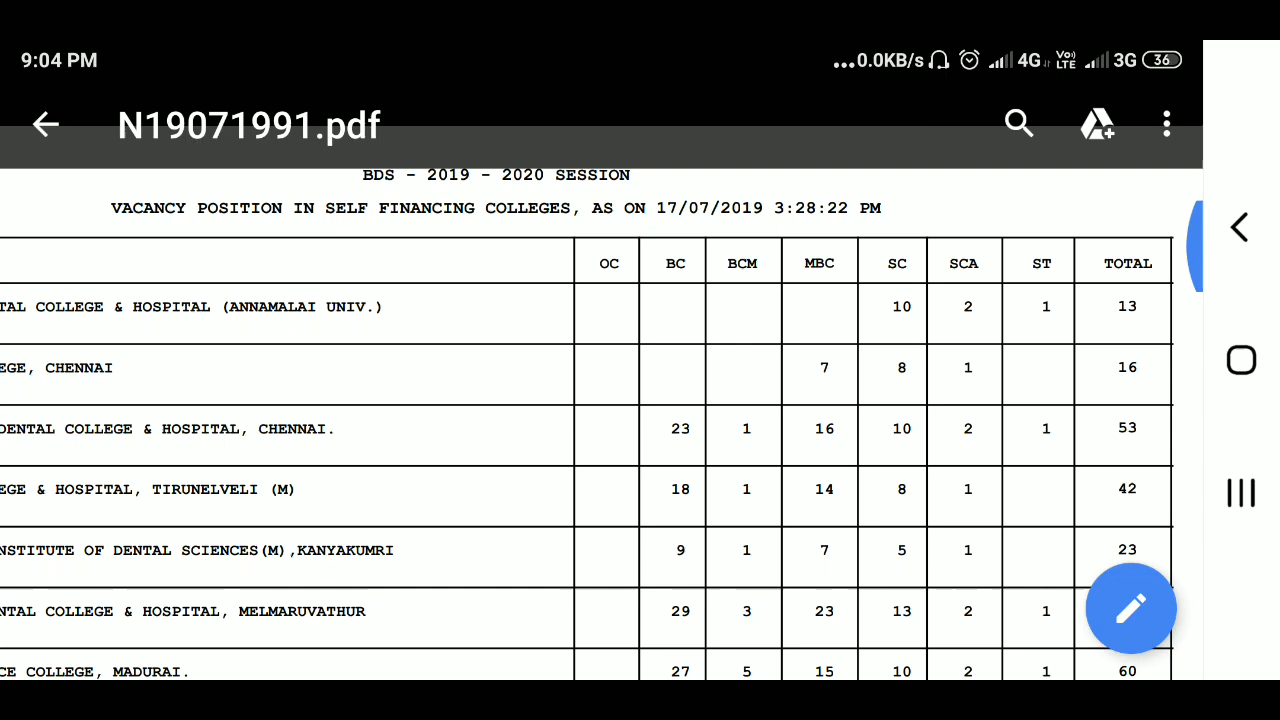 9:04 PM ...0.0KB/s 4G Vo) LTE 3G 36
N19071991.pdf
BDS - 2019 - 2020 SESSION
VACANCY POSITION IN SELF FINANCING COLLEGES, AS ON 17/07/2019 3:28:22 PM
OC BC BCM MBC SC SCA ST TOTAL
TAL COLLEGE & HOSPITAL (ANNAMALAI UNIV.) 10 2 1 13
EGE, CHENNAI 7 8 1 16
DENTAL COLLEGE & HOSPITAL, CHENNAI. 23 1 16 10 2 1 53
EGE & HOSPITAL, TIRUNELVELI (M) 18 1 14 8 1 42
NSTITUTE OF DENTAL SCIENCES(M),KANYAKUMRI 9 1 7 5 1 23
NTAL COLLEGE & HOSPITAL, MELMARUVATHUR 29 3 23 13 2 1
CE COLLEGE, MADURAI. 27 5 15 10 2 1 60